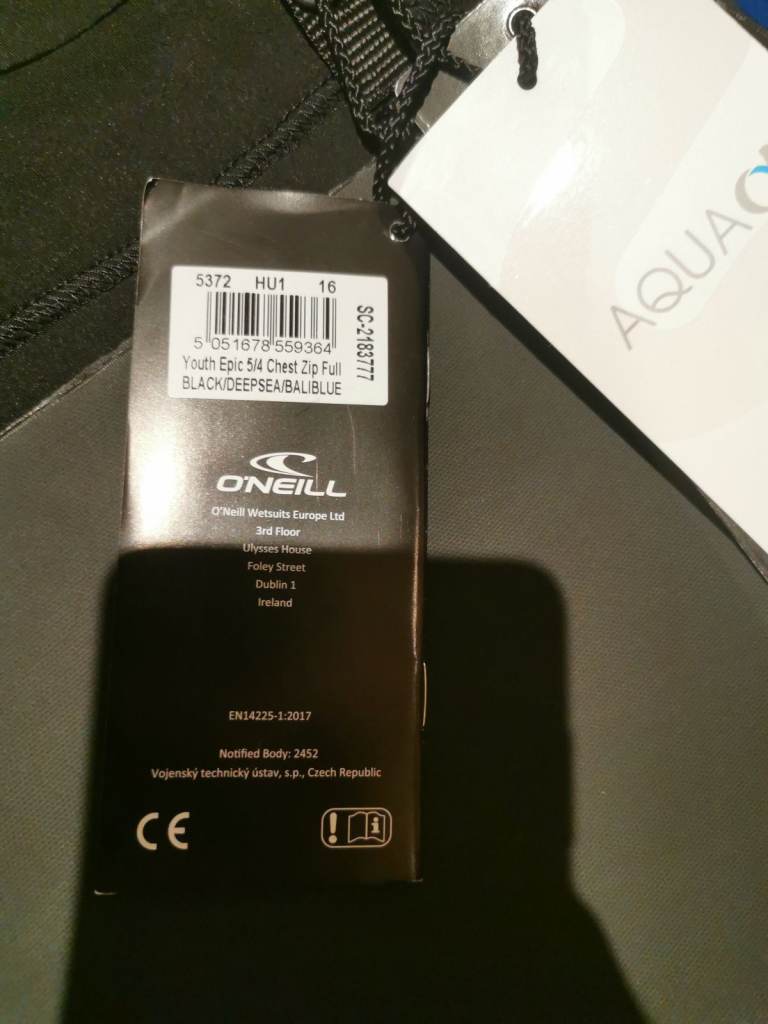 5372 HU1 16
5 051678 559364
Youth Epic 5/4 Chest Zip Full
BLACK/DEEPSEA/BALIBLUE
SC-2183777
O'NEILL
O'Neill Wetsuits Europe Ltd
3rd Floor
Ulysses House
Foley Street
Dublin 1
Ireland
EN14225-1:2017
Notified Body: 2452
Vojenský technický ústav, s.p., Czech Republic
CE
AQUA